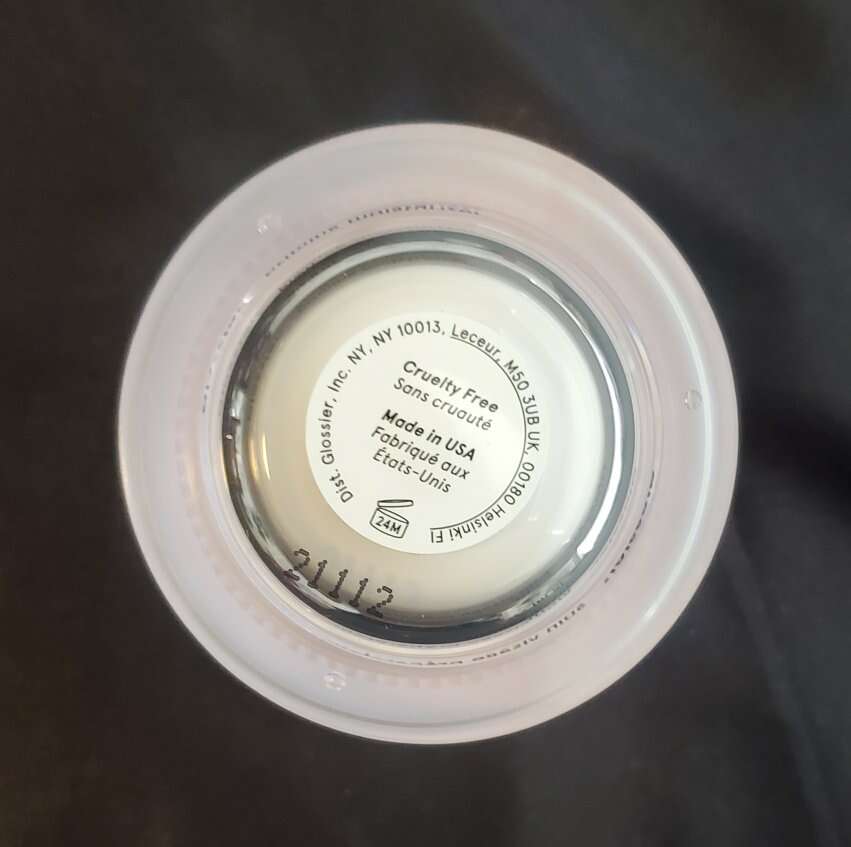 Dist. Glossier, Inc. NY, NY 10013, Leceur, M50 3UB UK, 00180 Helsinki FI
Cruelty Free
Sans cruauté
Made in USA
Fabriqué aux
États-Unis
24M
21112